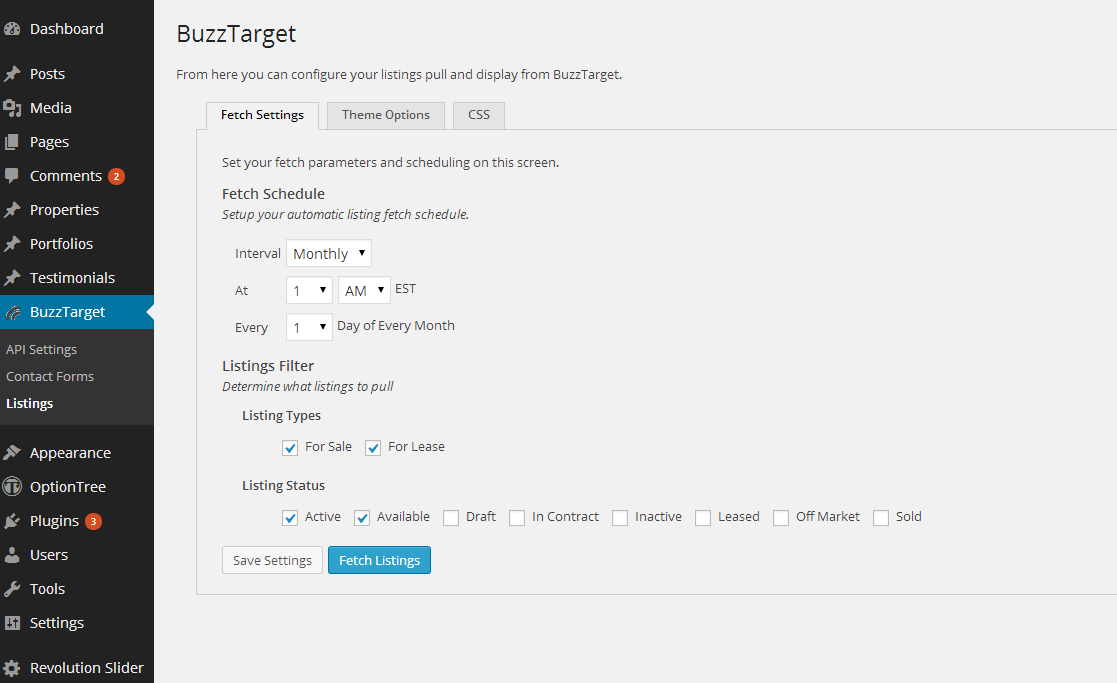 Dashboard
Posts
Media
Pages
Comments 2
Properties
Portfolios
Testimonials
BuzzTarget
API Settings
Contact Forms
Listings
Appearance
OptionTree
Plugins 3
Users
Tools
Settings
Revolution Slider
BuzzTarget
From here you can configure your listings pull and display from BuzzTarget.
Fetch Settings Theme Options CSS
Set your fetch parameters and scheduling on this screen.
Fetch Schedule
Setup your automatic listing fetch schedule.
Interval Monthly
At 1 AM EST
Every 1 Day of Every Month
Listings Filter
Determine what listings to pull
Listing Types
For Sale For Lease
Listing Status
Active Available Draft In Contract Inactive Leased Off Market Sold
Save Settings Fetch Listings